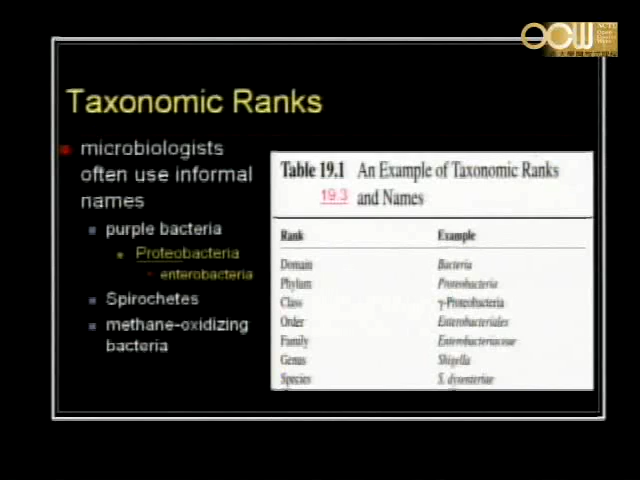 OCW
Taxonomic Ranks
microbiologists
often use informal
names
purple bacteria
Proteobacteria
enterobacteria
Spirochetes
methane-oxidizing
bacteria
Table 19.1 An Example of Taxonomic Ranks
19.3 and Names
Rank Example
Domain Bacteria
Phylum Proteobacteria
Class γ-Proteobacteria
Order Enterobacteriales
Family Enterobacteriaceae
Genus Shigella
Species S. dysenteriae